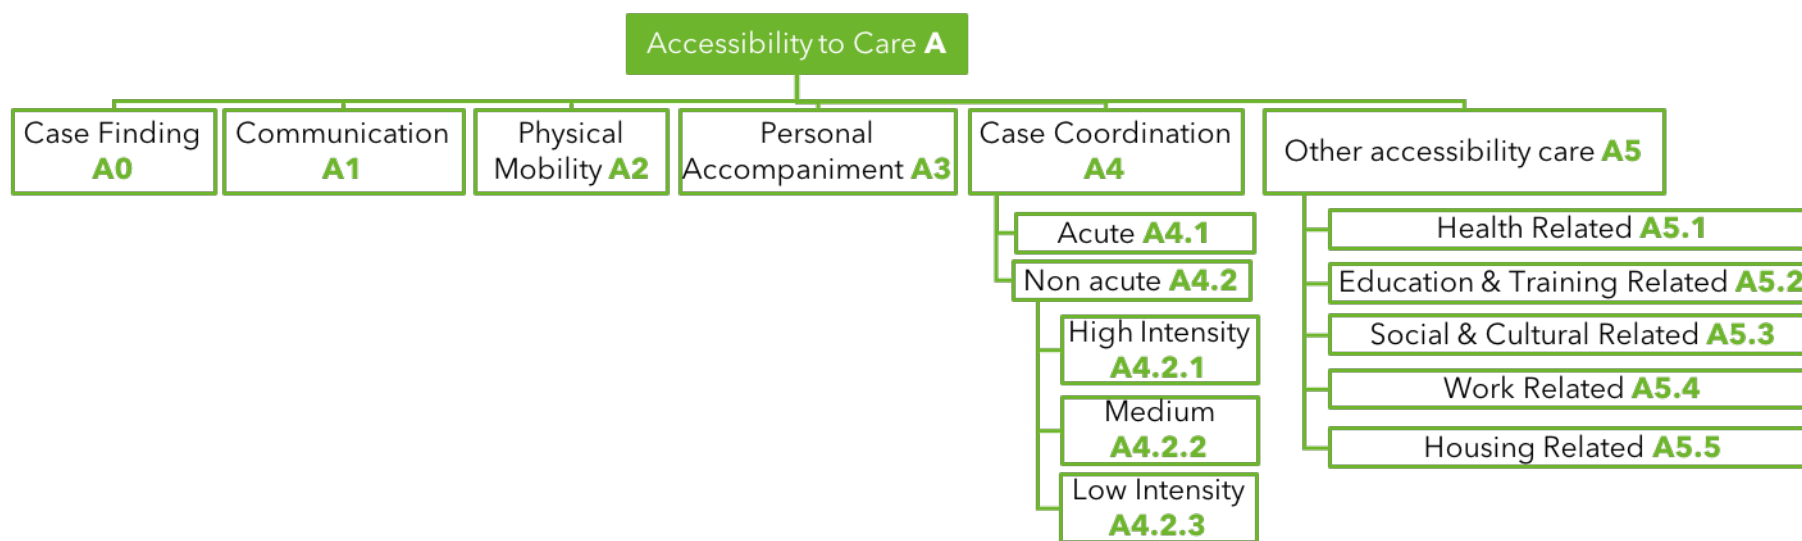 Accessibility to Care A
Case Finding
A0
Communication
A1
Physical
Mobility A2
Personal
Accompaniment A3
Case Coordination
A4
Other accessibility care A5
Acute A4.1
Non acute A4.2
High Intensity
A4.2.1
Medium
A4.2.2
Low Intensity
A4.2.3
Health Related A5.1
Education & Training Related A5.2
Social & Cultural Related A5.3
Work Related A5.4
Housing Related A5.5